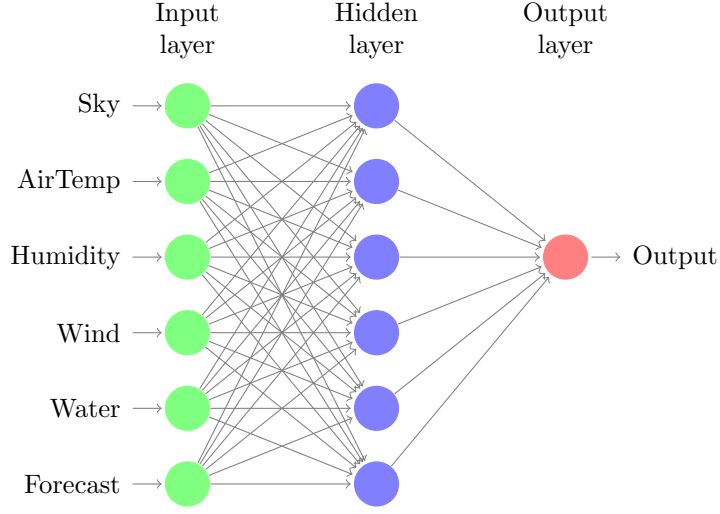 Input
layer
Hidden
layer
Output
layer
Sky
AirTemp
Humidity
Wind
Water
Forecast
Output